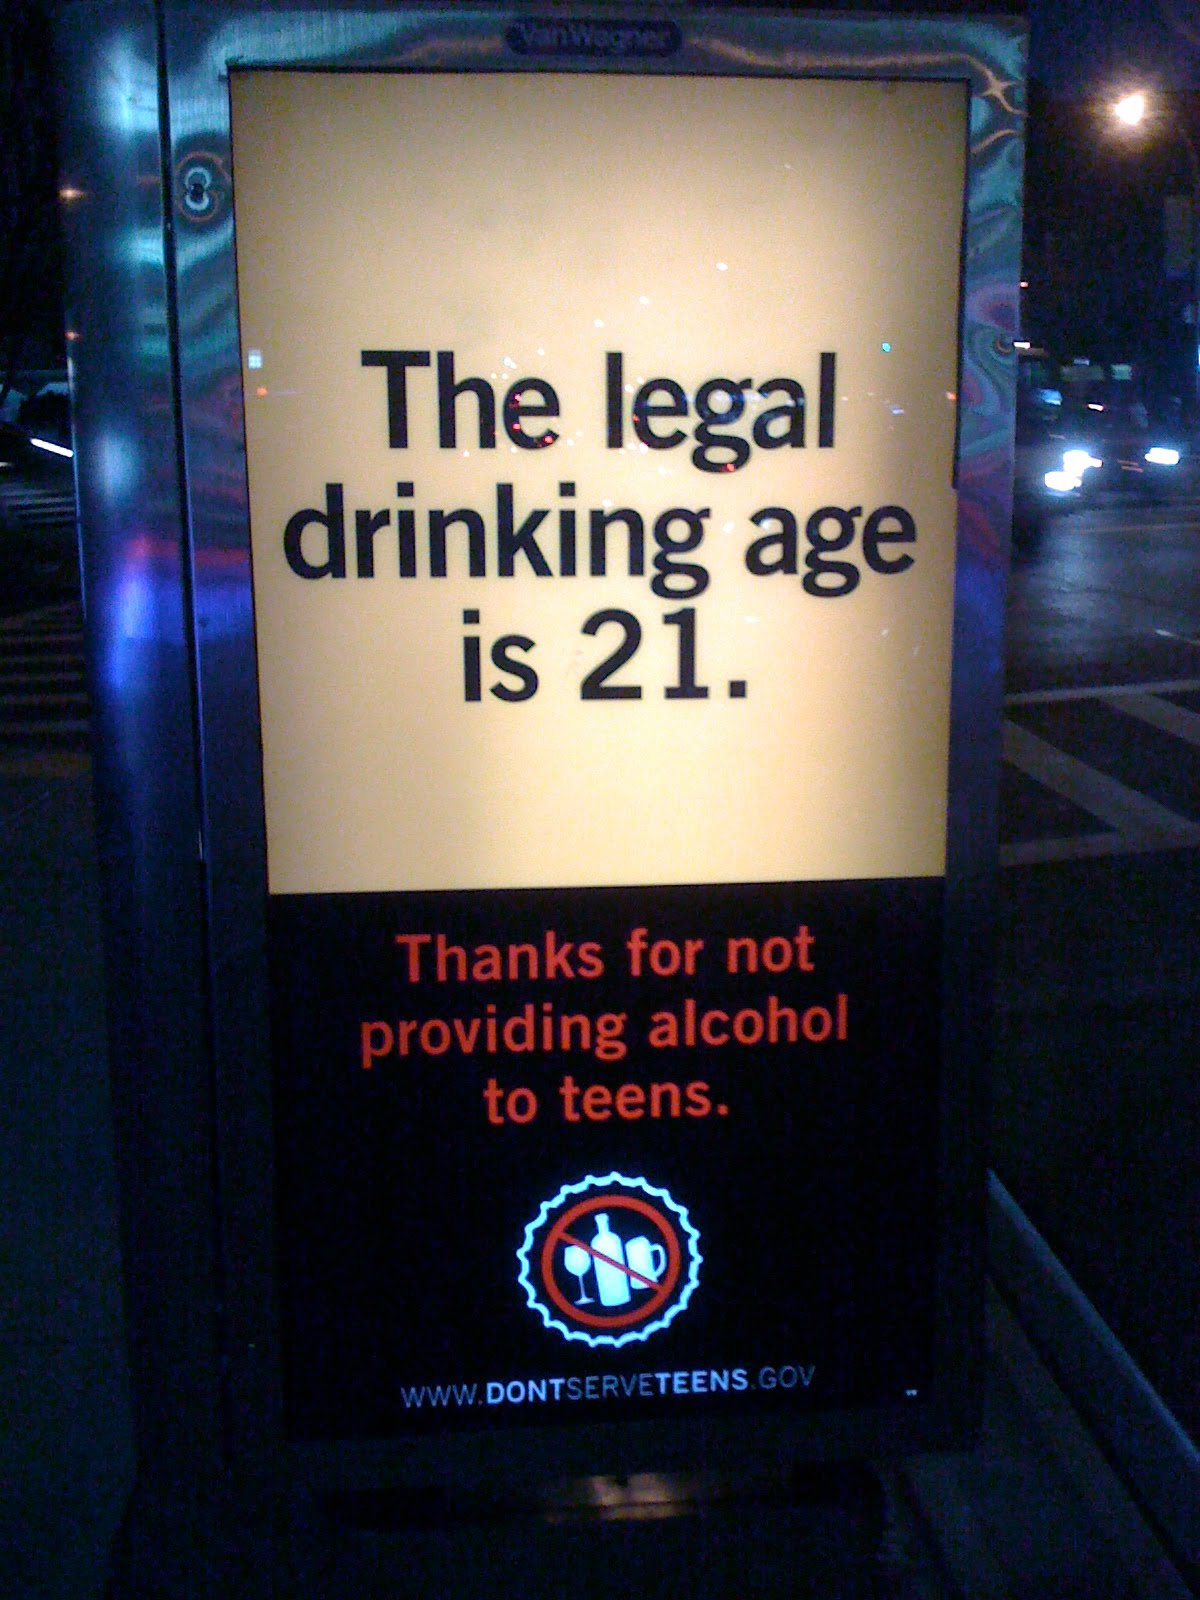 VanWagner
The legal
drinking age
is 21.
Thanks for not
providing alcohol
to teens.
WWW.DONTSERVETEENS.GOV